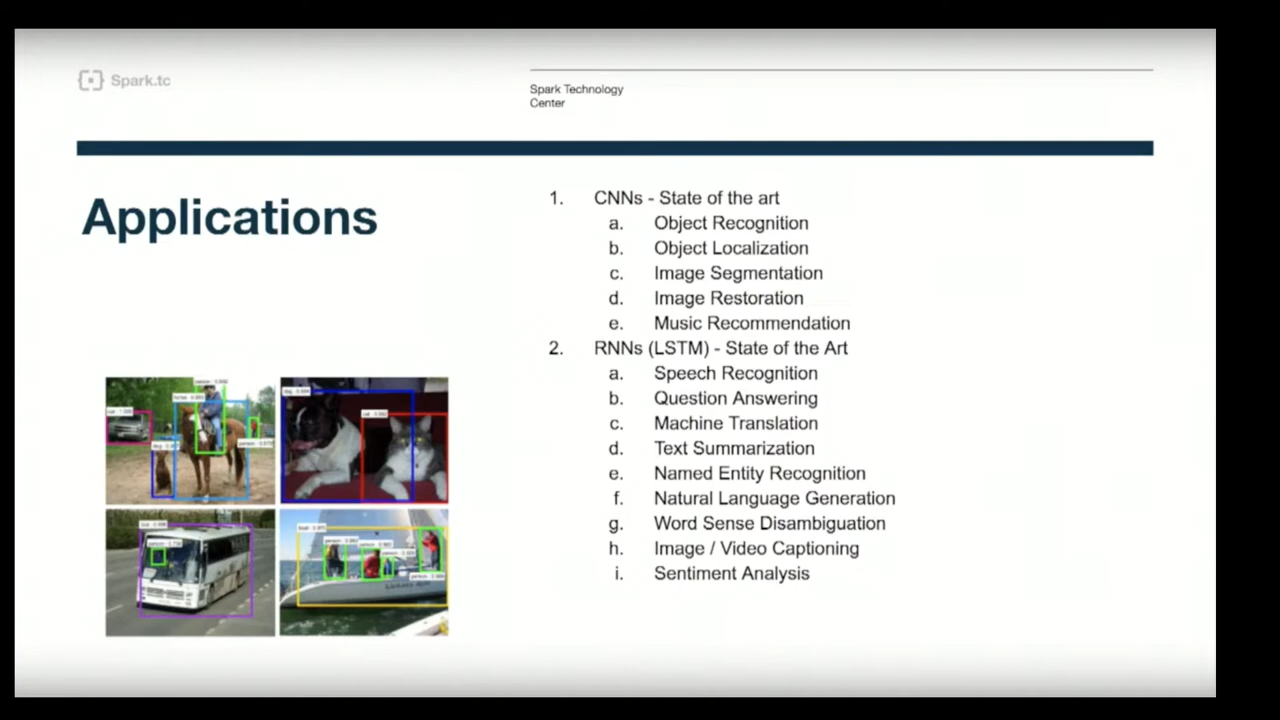 Spark.tc
Spark Technology
Center
Applications
1. CNNs - State of the art
a. Object Recognition
b. Object Localization
c. Image Segmentation
d. Image Restoration
e. Music Recommendation
2. RNNs (LSTM) - State of the Art
a. Speech Recognition
b. Question Answering
c. Machine Translation
d. Text Summarization
e. Named Entity Recognition
f. Natural Language Generation
g. Word Sense Disambiguation
h. Image / Video Captioning
i. Sentiment Analysis